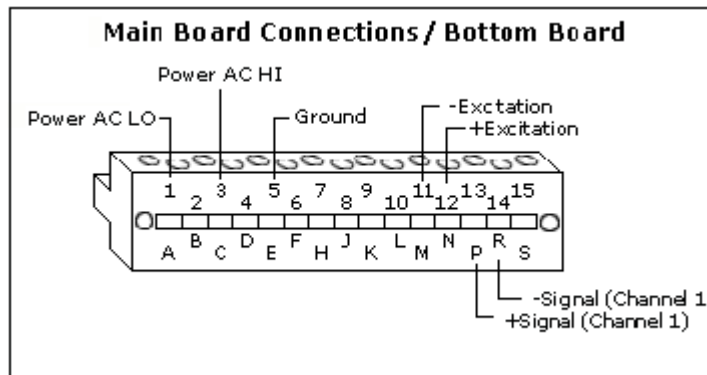 Main Board Connections / Bottom Board
Power AC HI
Power AC LO
Ground
-Exctation
+Excitation
1 3 5 7 9 11 13 15
2 4 6 8 10 12 14
B D F J L N R
A C E H K M P S
-Signal (Channel 1
+Signal (Channel 1)